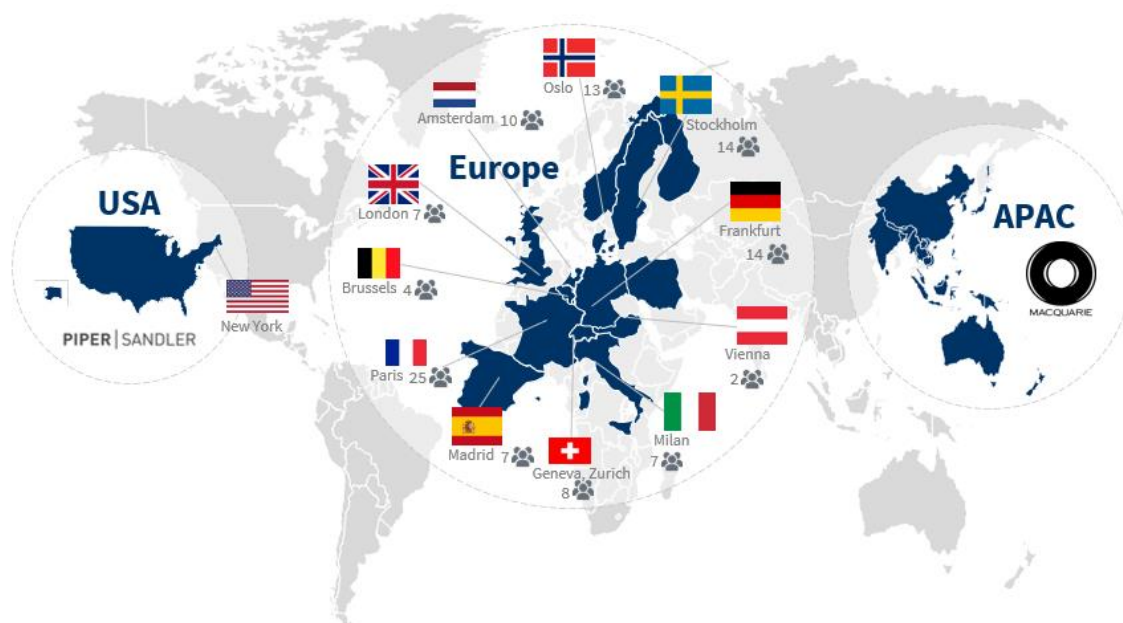 USA
PIPER|SANDLER
New York
Europe
Oslo 13
Amsterdam
10
Stockholm
14
London 7
Frankfurt
14
Brussels 4
Vienna
2
Paris 25
Milan
7
Madrid 7
Geneva, Zurich
8
APAC
MACQUARIE